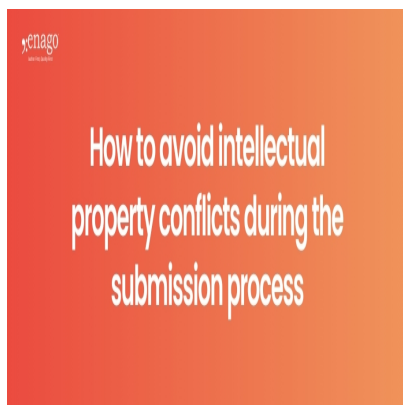 enago
How to avoid intellectual
property conflicts during the
submission process